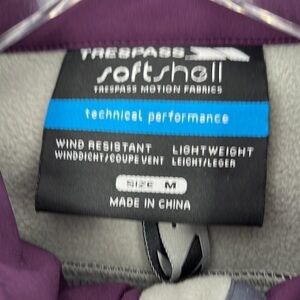 TRESPASS
softshell
TRESPASS MOTION FABRICS
technical performance
WIND RESISTANT LIGHTWEIGHT
WINDDICHT/COUPE VENT LEICHT/LEGER
SIZE M
MADE IN CHINA